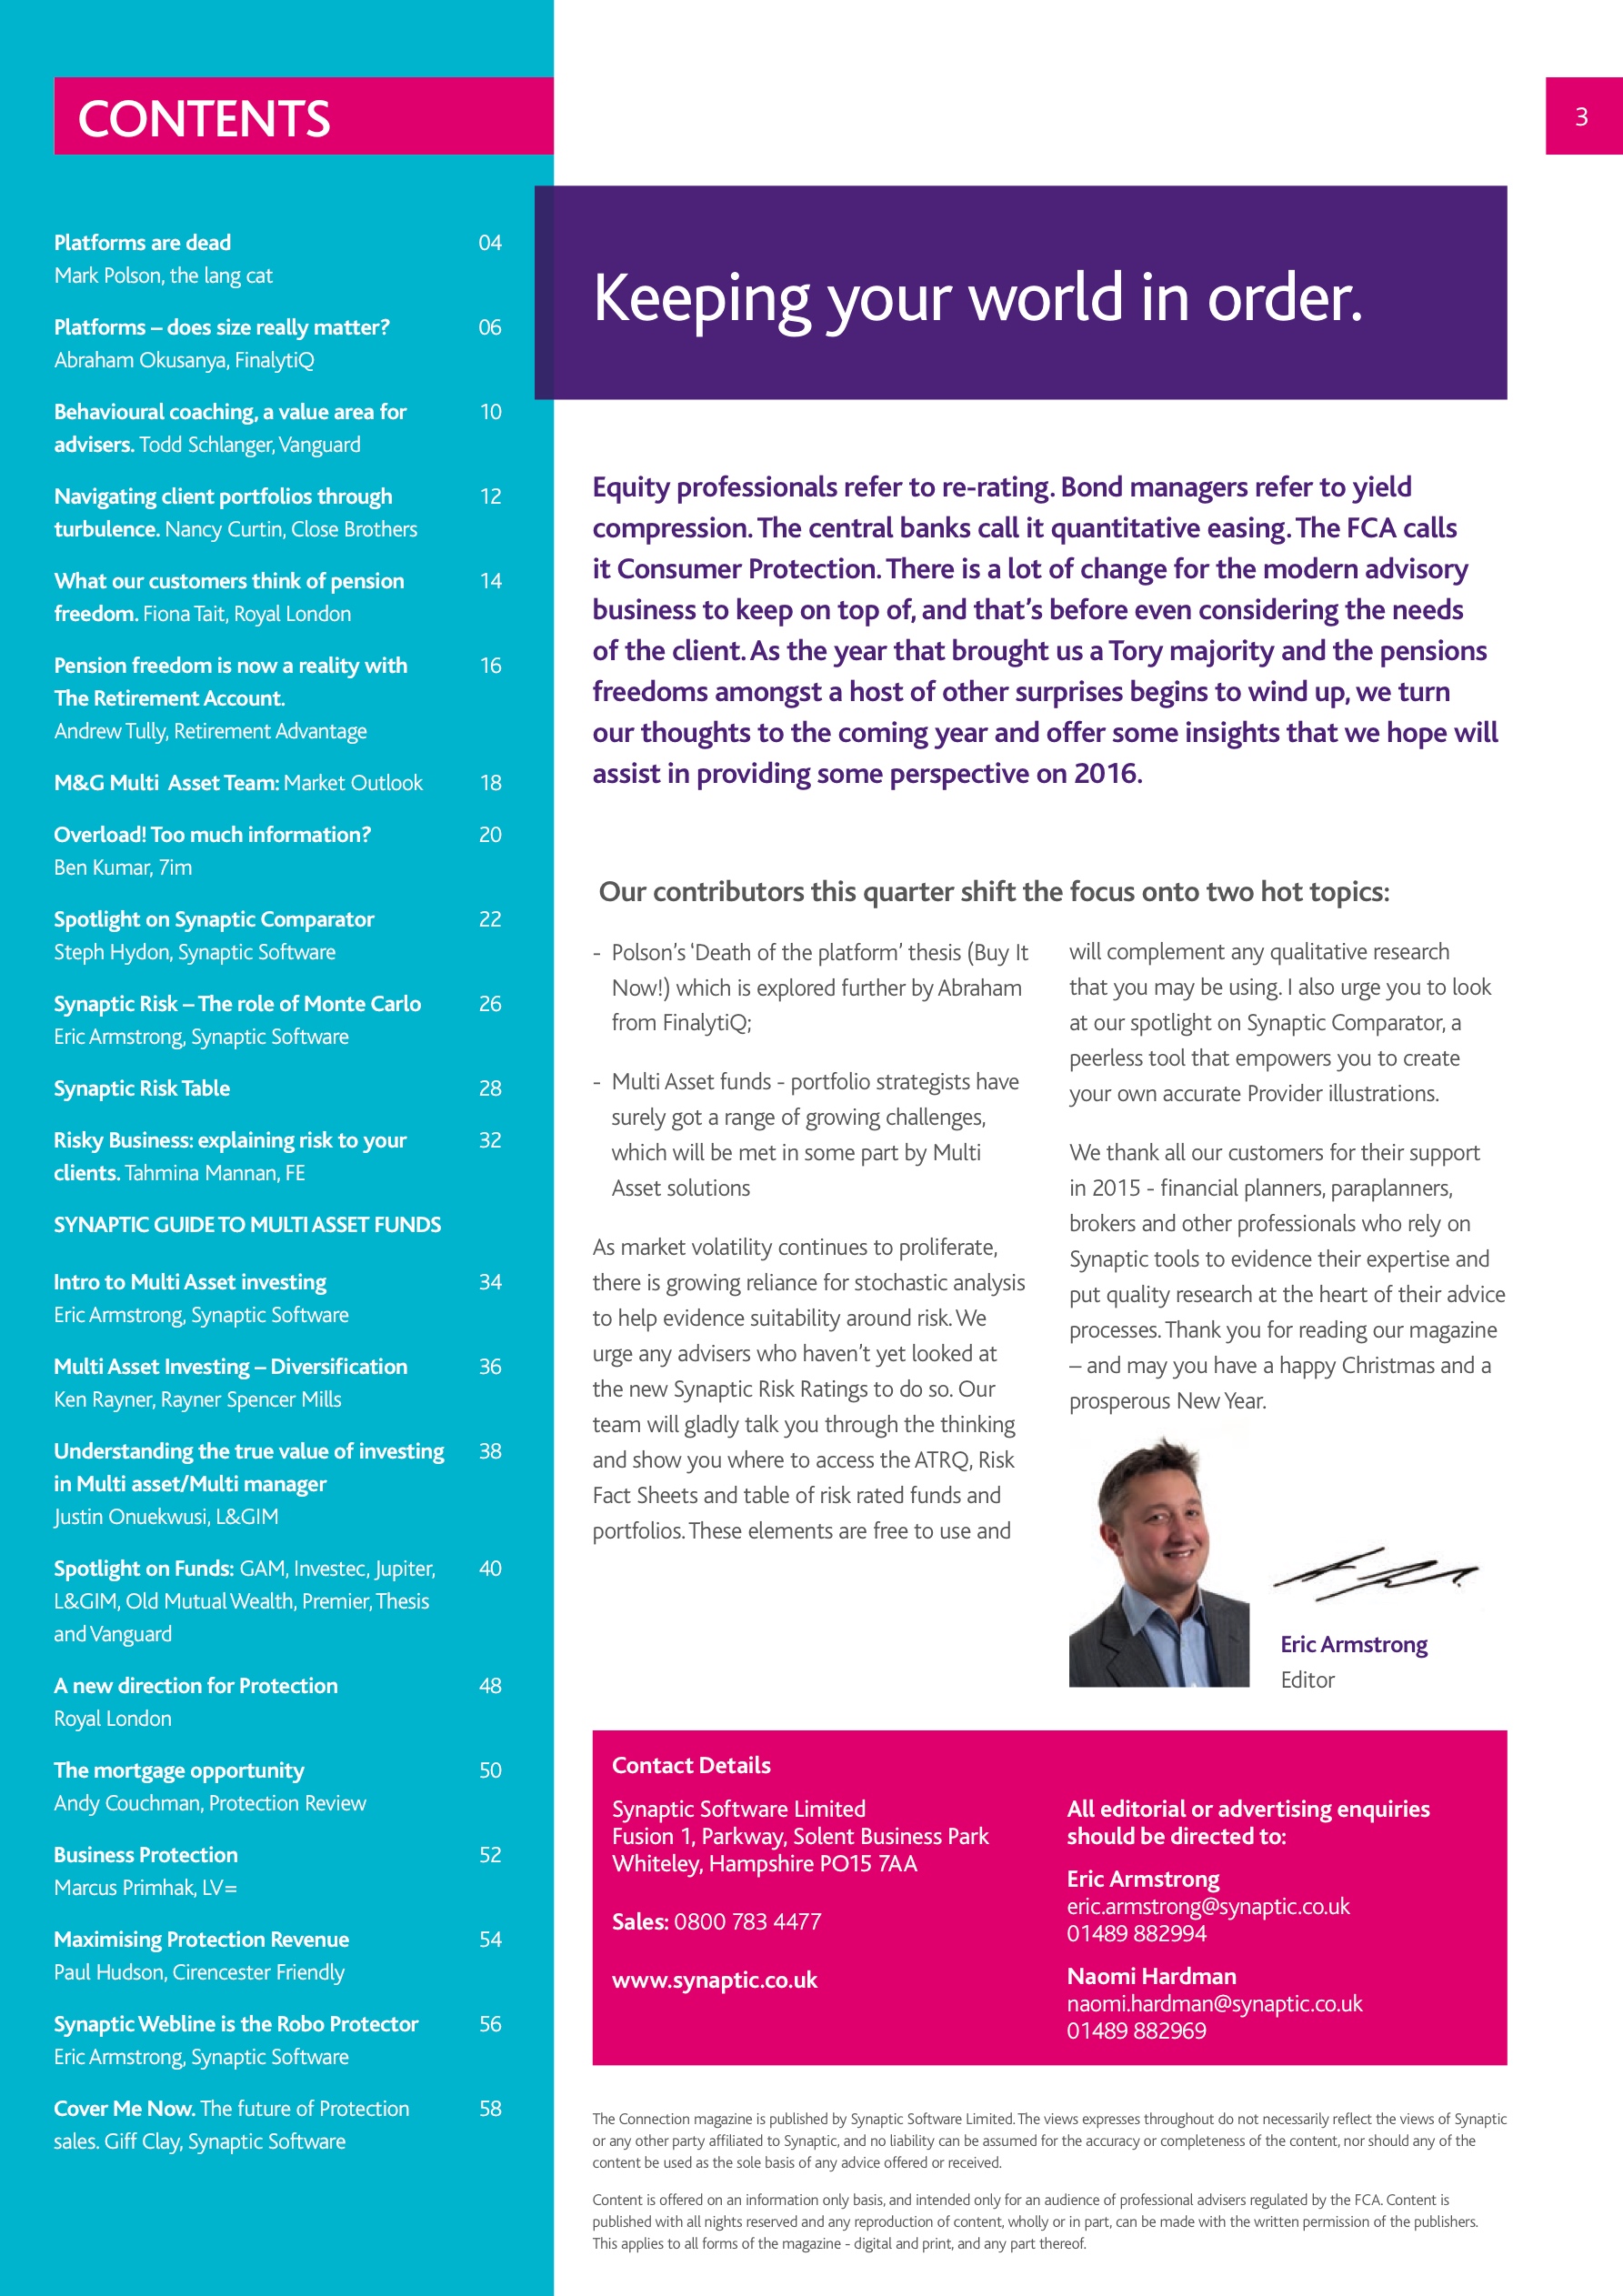 CONTENTS
3
Platforms are dead 04
Mark Polson, the lang cat
Platforms – does size really matter? 06
Abraham Okusanya, FinalytiQ
Behavioural coaching, a value area for 10
advisers. Todd Schlanger, Vanguard
Navigating client portfolios through 12
turbulence. Nancy Curtin, Close Brothers
What our customers think of pension 14
freedom. Fiona Tait, Royal London
Pension freedom is now a reality with 16
The Retirement Account.
Andrew Tully, Retirement Advantage
M&G Multi Asset Team: Market Outlook 18
Overload! Too much information? 20
Ben Kumar, 7im
Spotlight on Synaptic Comparator 22
Steph Hydon, Synaptic Software
Synaptic Risk – The role of Monte Carlo 26
Eric Armstrong, Synaptic Software
Synaptic Risk Table 28
Risky Business: explaining risk to your 32
clients. Tahmina Mannan, FE
SYNAPTIC GUIDE TO MULTI ASSET FUNDS
Intro to Multi Asset investing 34
Eric Armstrong, Synaptic Software
Multi Asset Investing – Diversification 36
Ken Rayner, Rayner Spencer Mills
Understanding the true value of investing 38
in Multi asset/Multi manager
Justin Onuekwusi, L&GIM
Spotlight on Funds: GAM, Investec, Jupiter, 40
L&GIM, Old Mutual Wealth, Premier, Thesis
and Vanguard
A new direction for Protection 48
Royal London
The mortgage opportunity 50
Andy Couchman, Protection Review
Business Protection 52
Marcus Primhak, LV=
Maximising Protection Revenue 54
Paul Hudson, Cirencester Friendly
Synaptic Webline is the Robo Protector 56
Eric Armstrong, Synaptic Software
Cover Me Now. The future of Protection 58
sales. Giff Clay, Synaptic Software
Keeping your world in order.
Equity professionals refer to re-rating. Bond managers refer to yield
compression. The central banks call it quantitative easing. The FCA calls
it Consumer Protection. There is a lot of change for the modern advisory
business to keep on top of, and that's before even considering the needs
of the client. As the year that brought us a Tory majority and the pensions
freedoms amongst a host of other surprises begins to wind up, we turn
our thoughts to the coming year and offer some insights that we hope will
assist in providing some perspective on 2016.
Our contributors this quarter shift the focus onto two hot topics:
- Polson's ‘Death of the platform’ thesis (Buy It
Now!) which is explored further by Abraham
from FinalytiQ;
- Multi Asset funds - portfolio strategists have
surely got a range of growing challenges,
which will be met in some part by Multi
Asset solutions
As market volatility continues to proliferate,
there is growing reliance for stochastic analysis
to help evidence suitability around risk. We
urge any advisers who haven't yet looked at
the new Synaptic Risk Ratings to do so. Our
team will gladly talk you through the thinking
and show you where to access the ATRQ, Risk
Fact Sheets and table of risk rated funds and
portfolios. These elements are free to use and
will complement any qualitative research
that you may be using. I also urge you to look
at our spotlight on Synaptic Comparator, a
peerless tool that empowers you to create
your own accurate Provider illustrations.
We thank all our customers for their support
in 2015 - financial planners, paraplanners,
brokers and other professionals who rely on
Synaptic tools to evidence their expertise and
put quality research at the heart of their advice
processes. Thank you for reading our magazine
– and may you have a happy Christmas and a
prosperous New Year.
Eric Armstrong
Editor
Contact Details
Synaptic Software Limited
Fusion 1, Parkway, Solent Business Park
Whiteley, Hampshire PO15 7AA
Sales: 0800 783 4477
www.synaptic.co.uk
All editorial or advertising enquiries
should be directed to:
Eric Armstrong
eric.armstrong@synaptic.co.uk
01489 882994
Naomi Hardman
naomi.hardman@synaptic.co.uk
01489 882969
The Connection magazine is published by Synaptic Software Limited. The views expresses throughout do not necessarily reflect the views of Synaptic
or any other party affiliated to Synaptic, and no liability can be assumed for the accuracy or completeness of the content, nor should any of the
content be used as the sole basis of any advice offered or received.
Content is offered on an information only basis, and intended only for an audience of professional advisers regulated by the FCA. Content is
published with all nights reserved and any reproduction of content, wholly or in part, can be made with the written permission of the publishers.
This applies to all forms of the magazine - digital and print, and any part thereof.